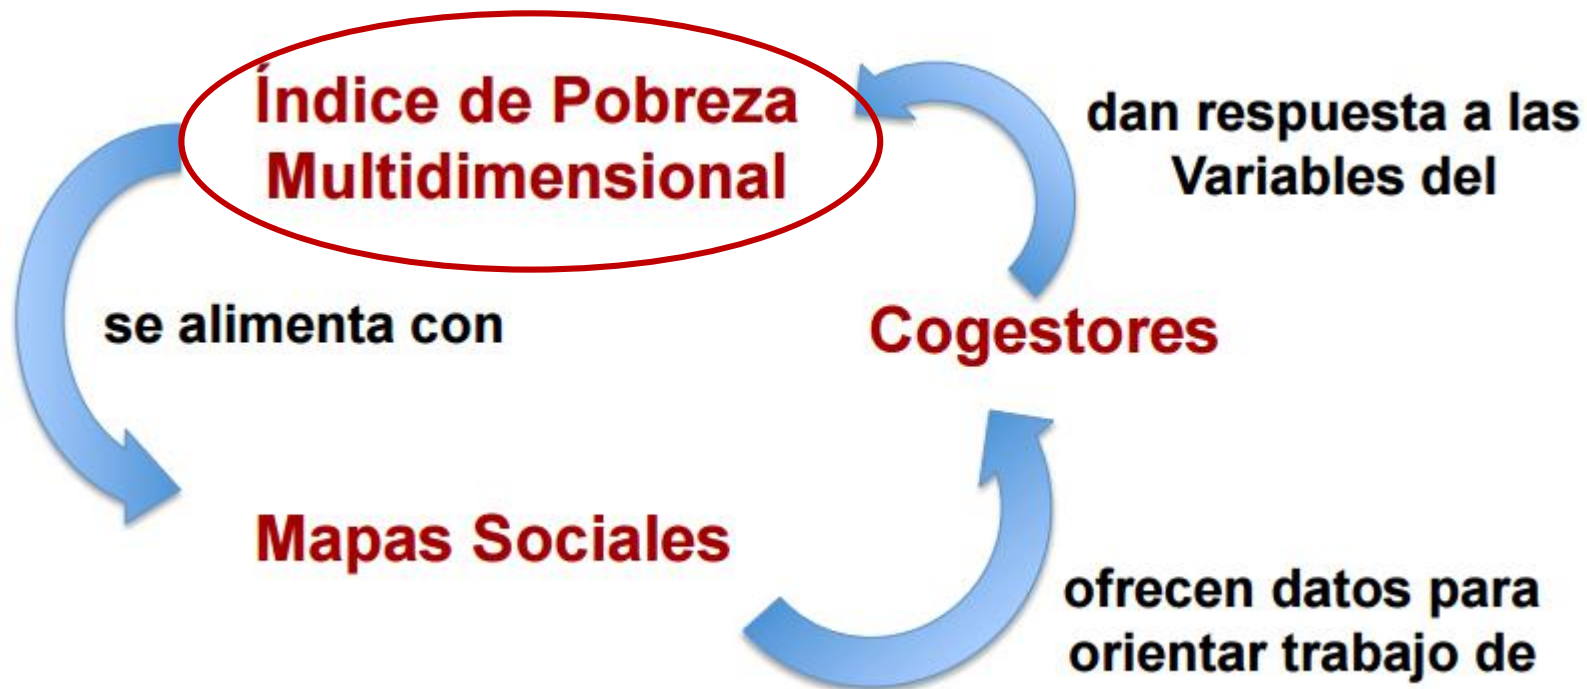 Índice de Pobreza
Multidimensional
dan respuesta a las
Variables del
se alimenta con
Cogestores
Mapas Sociales
ofrecen datos para
orientar trabajo de